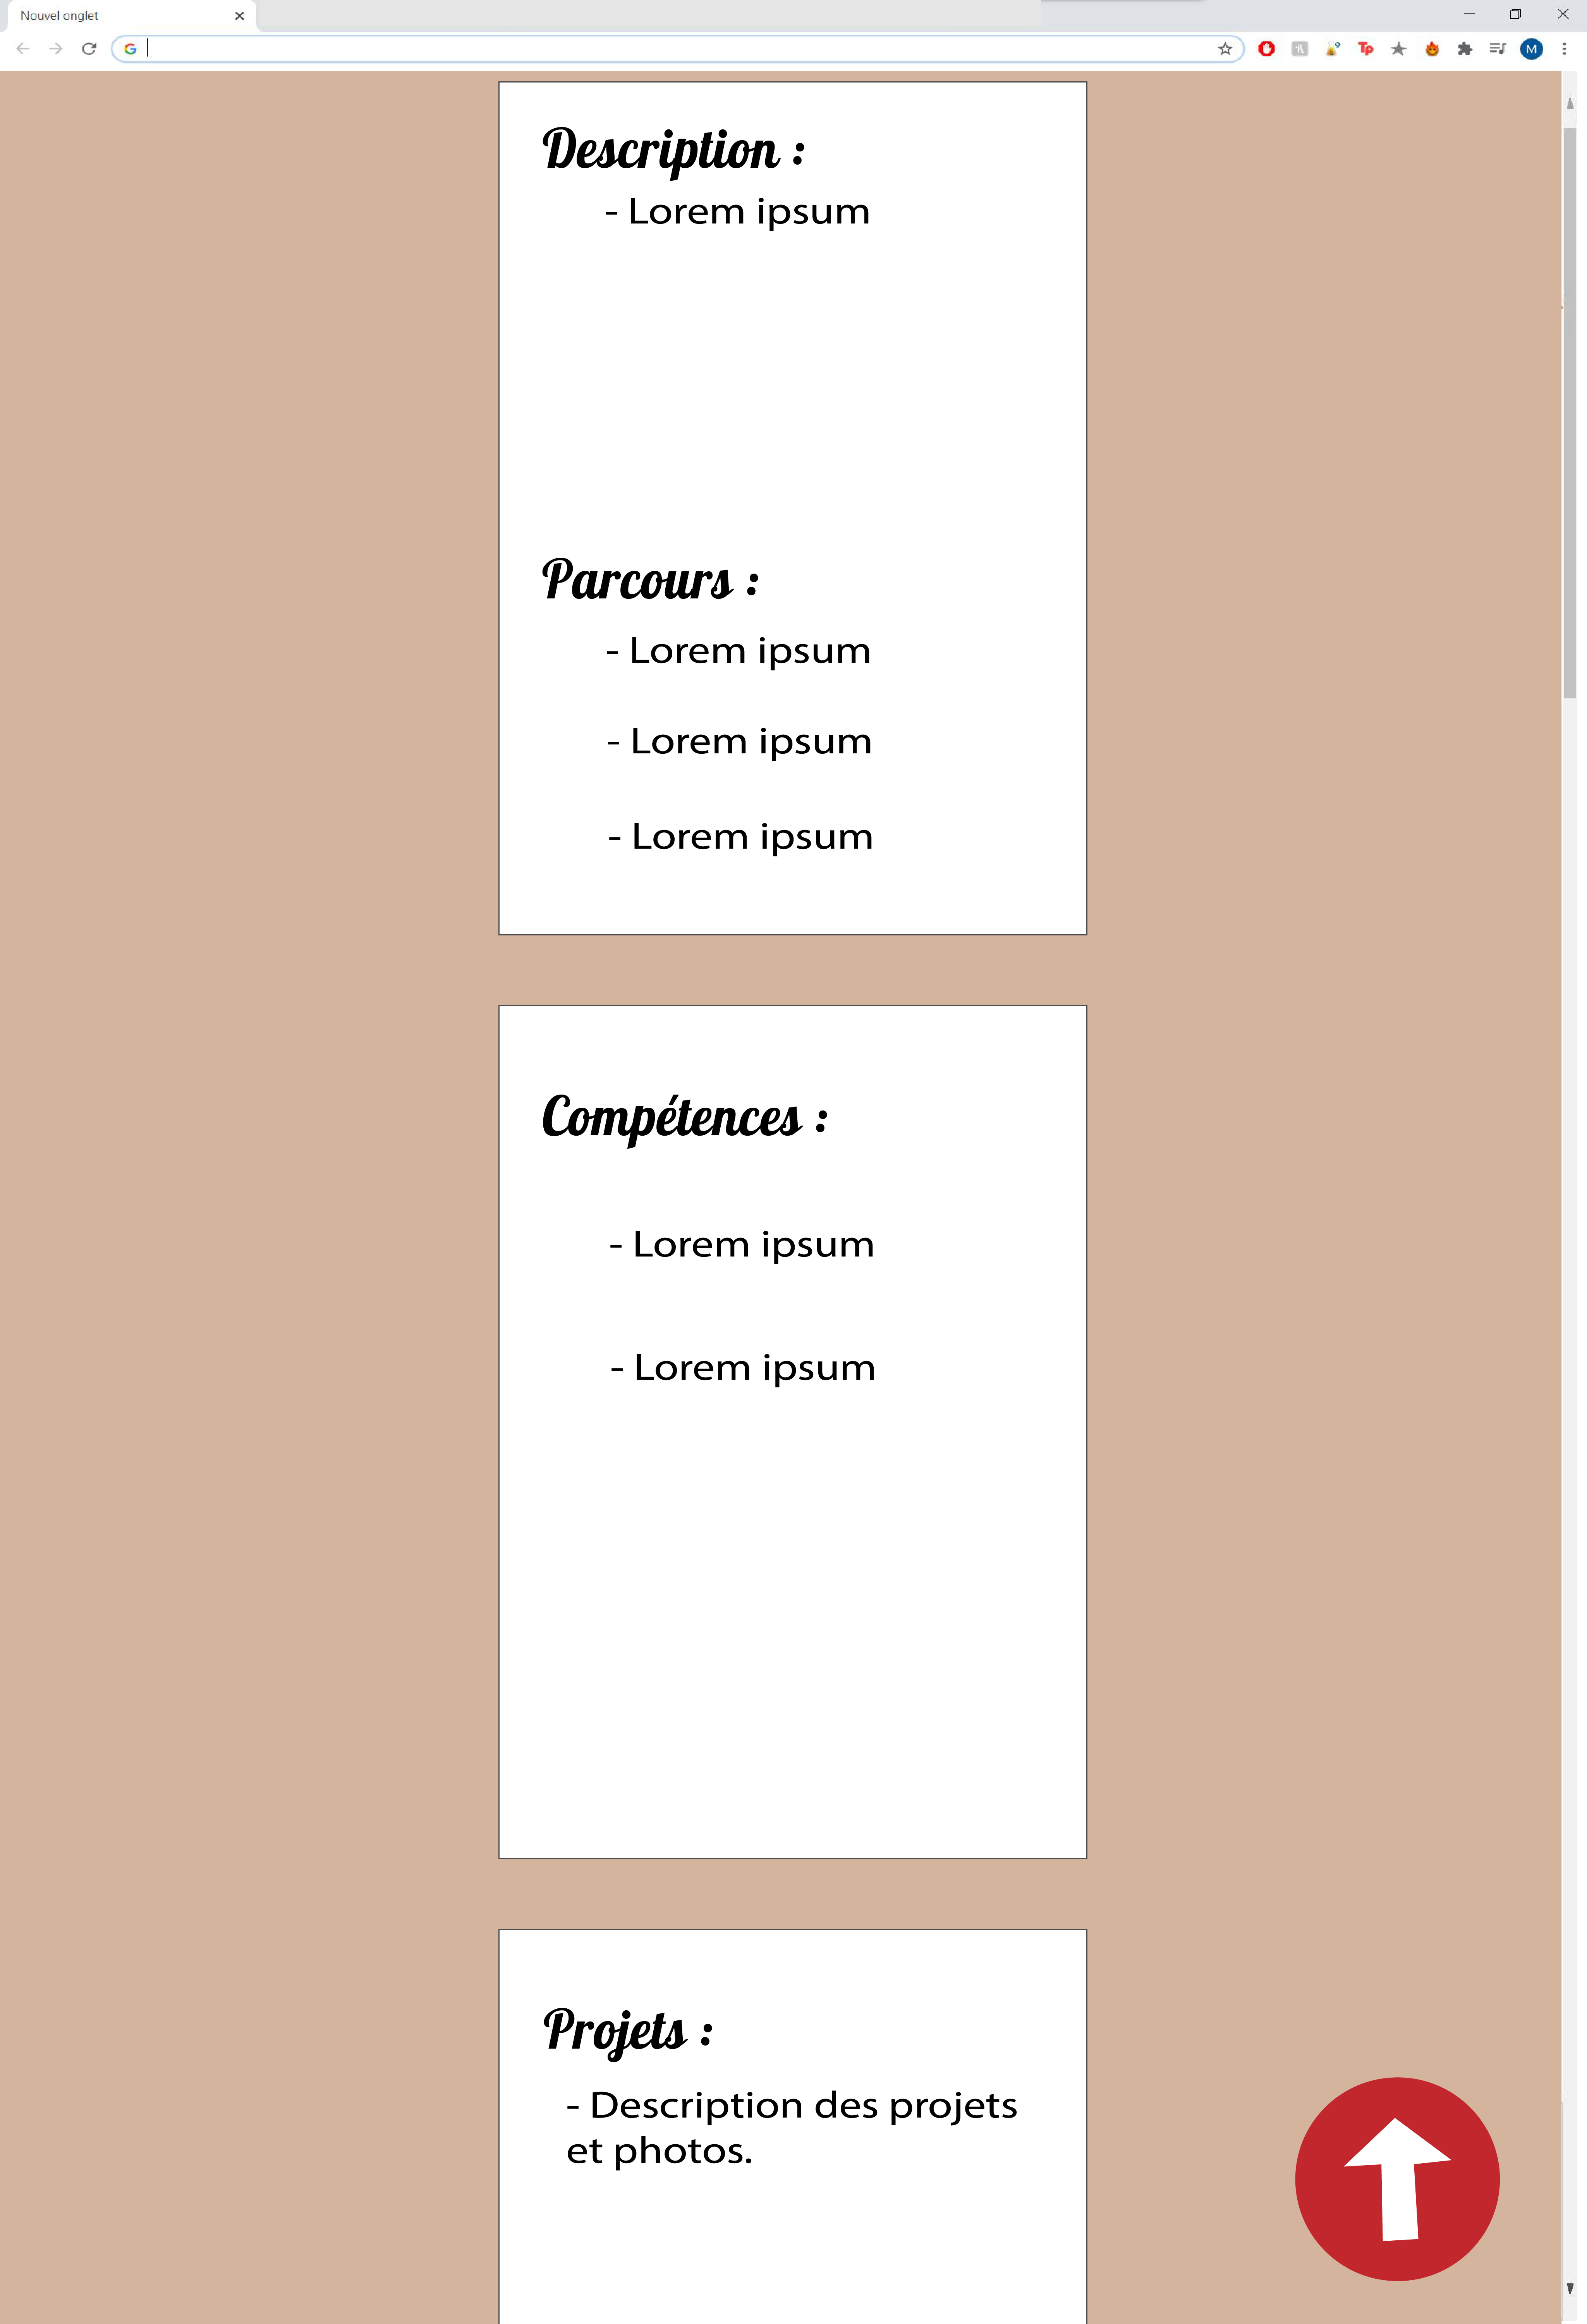 Nouvel onglet
TP
M
Description :
- Lorem ipsum
Parcours :
- Lorem ipsum
- Lorem ipsum
- Lorem ipsum
Compétences :
- Lorem ipsum
- Lorem ipsum
Projets :
- Description des projets
et photos.